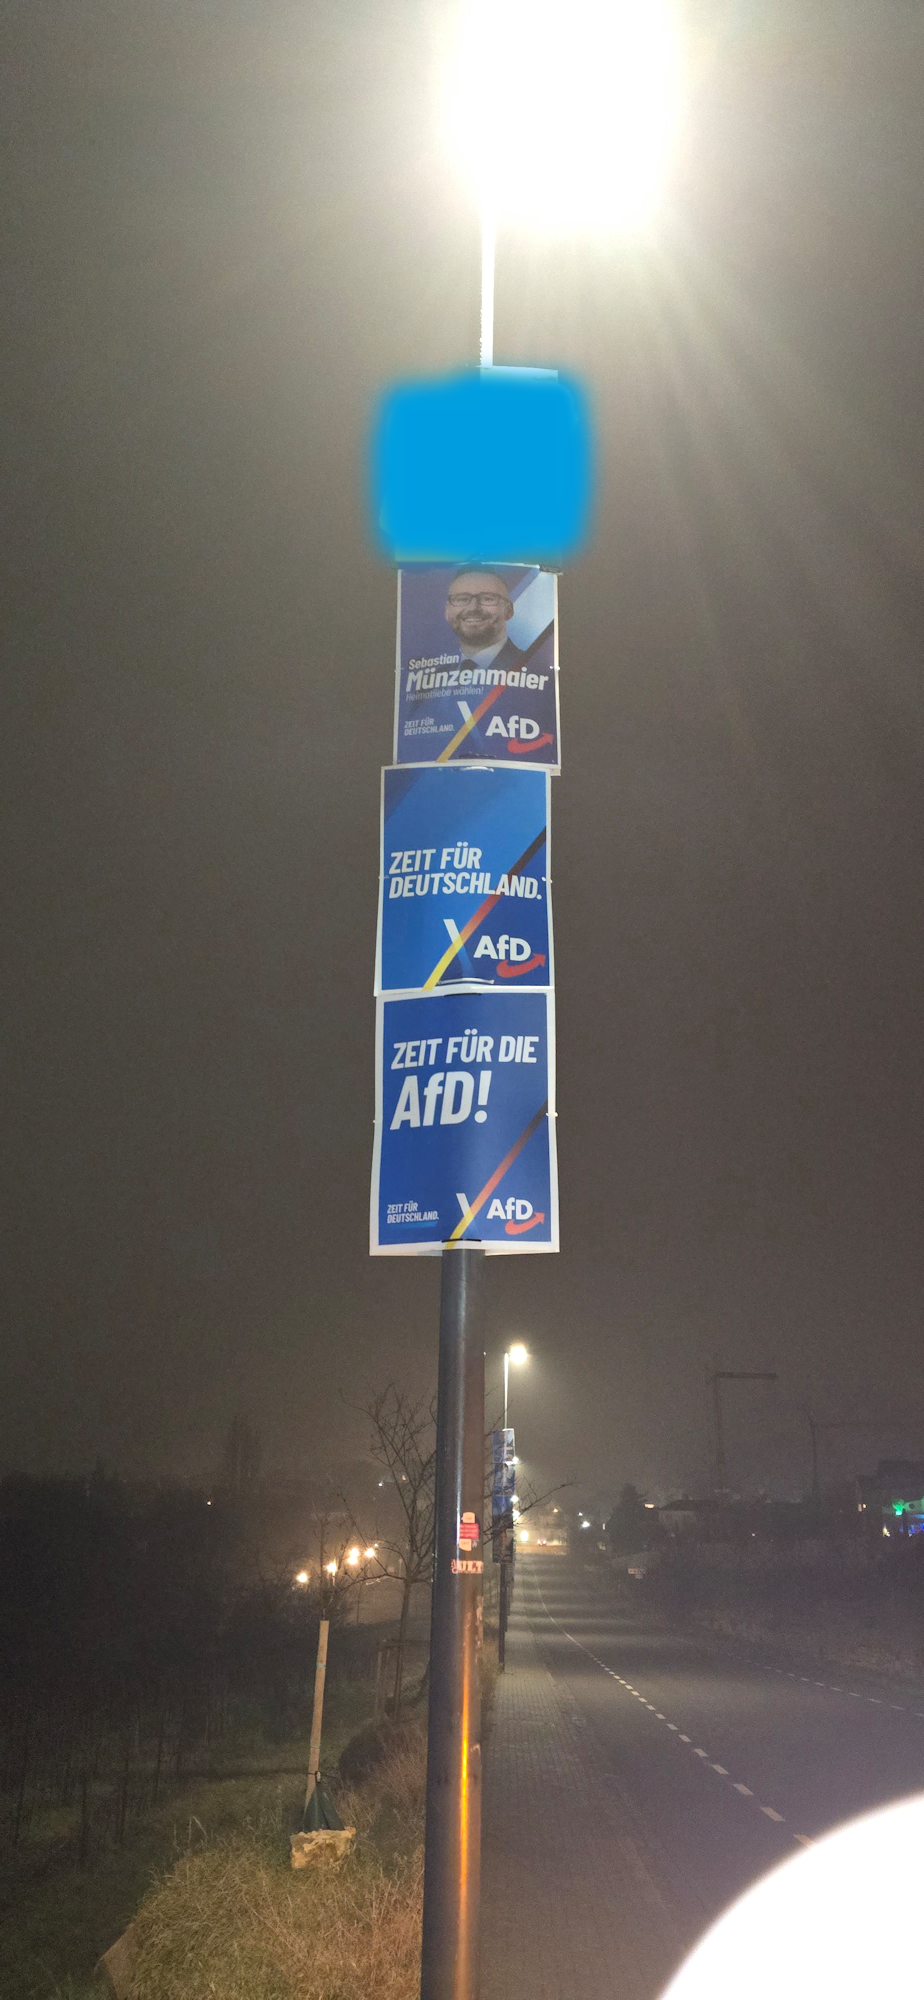 Sebastian
Münzenmaier
Heimatliebe wählen!
ZEIT FÜR
DEUTSCHLAND.
AfD
ZEIT FÜR
DEUTSCHLAND.
AfD
ZEIT FÜR DIE
AfD!
ZEIT FÜR
DEUTSCHLAND.
AfD